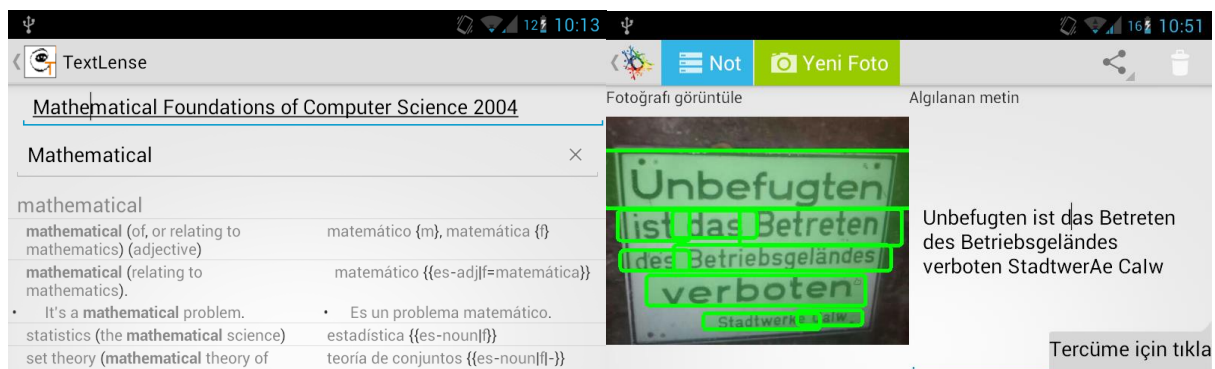 12 10:13
TextLense
Mathematical Foundations of Computer Science 2004
Mathematical
mathematical
mathematical (of, or relating to mathematics) (adjective)
matemático {m}, matemática {f}
mathematical (relating to mathematics).
matemático {{es-adj|f=matemática}}
• It's a mathematical problem.
• Es un problema matemático.
statistics (the mathematical science)
estadística {{es-noun|f}}
set theory (mathematical theory of
teoría de conjuntos {{es-noun|f|-}}
16 10:51
Not
Yeni Foto
Fotoğrafı görüntüle
Algılanan metin
Unbefugten
ist das Betreten
des Betriebsgeländes
verboten
Stadtwerke Calw
Unbefugten ist das Betreten
des Betriebsgeländes
verboten StadtwerAe CaIw
Tercüme için tıkla